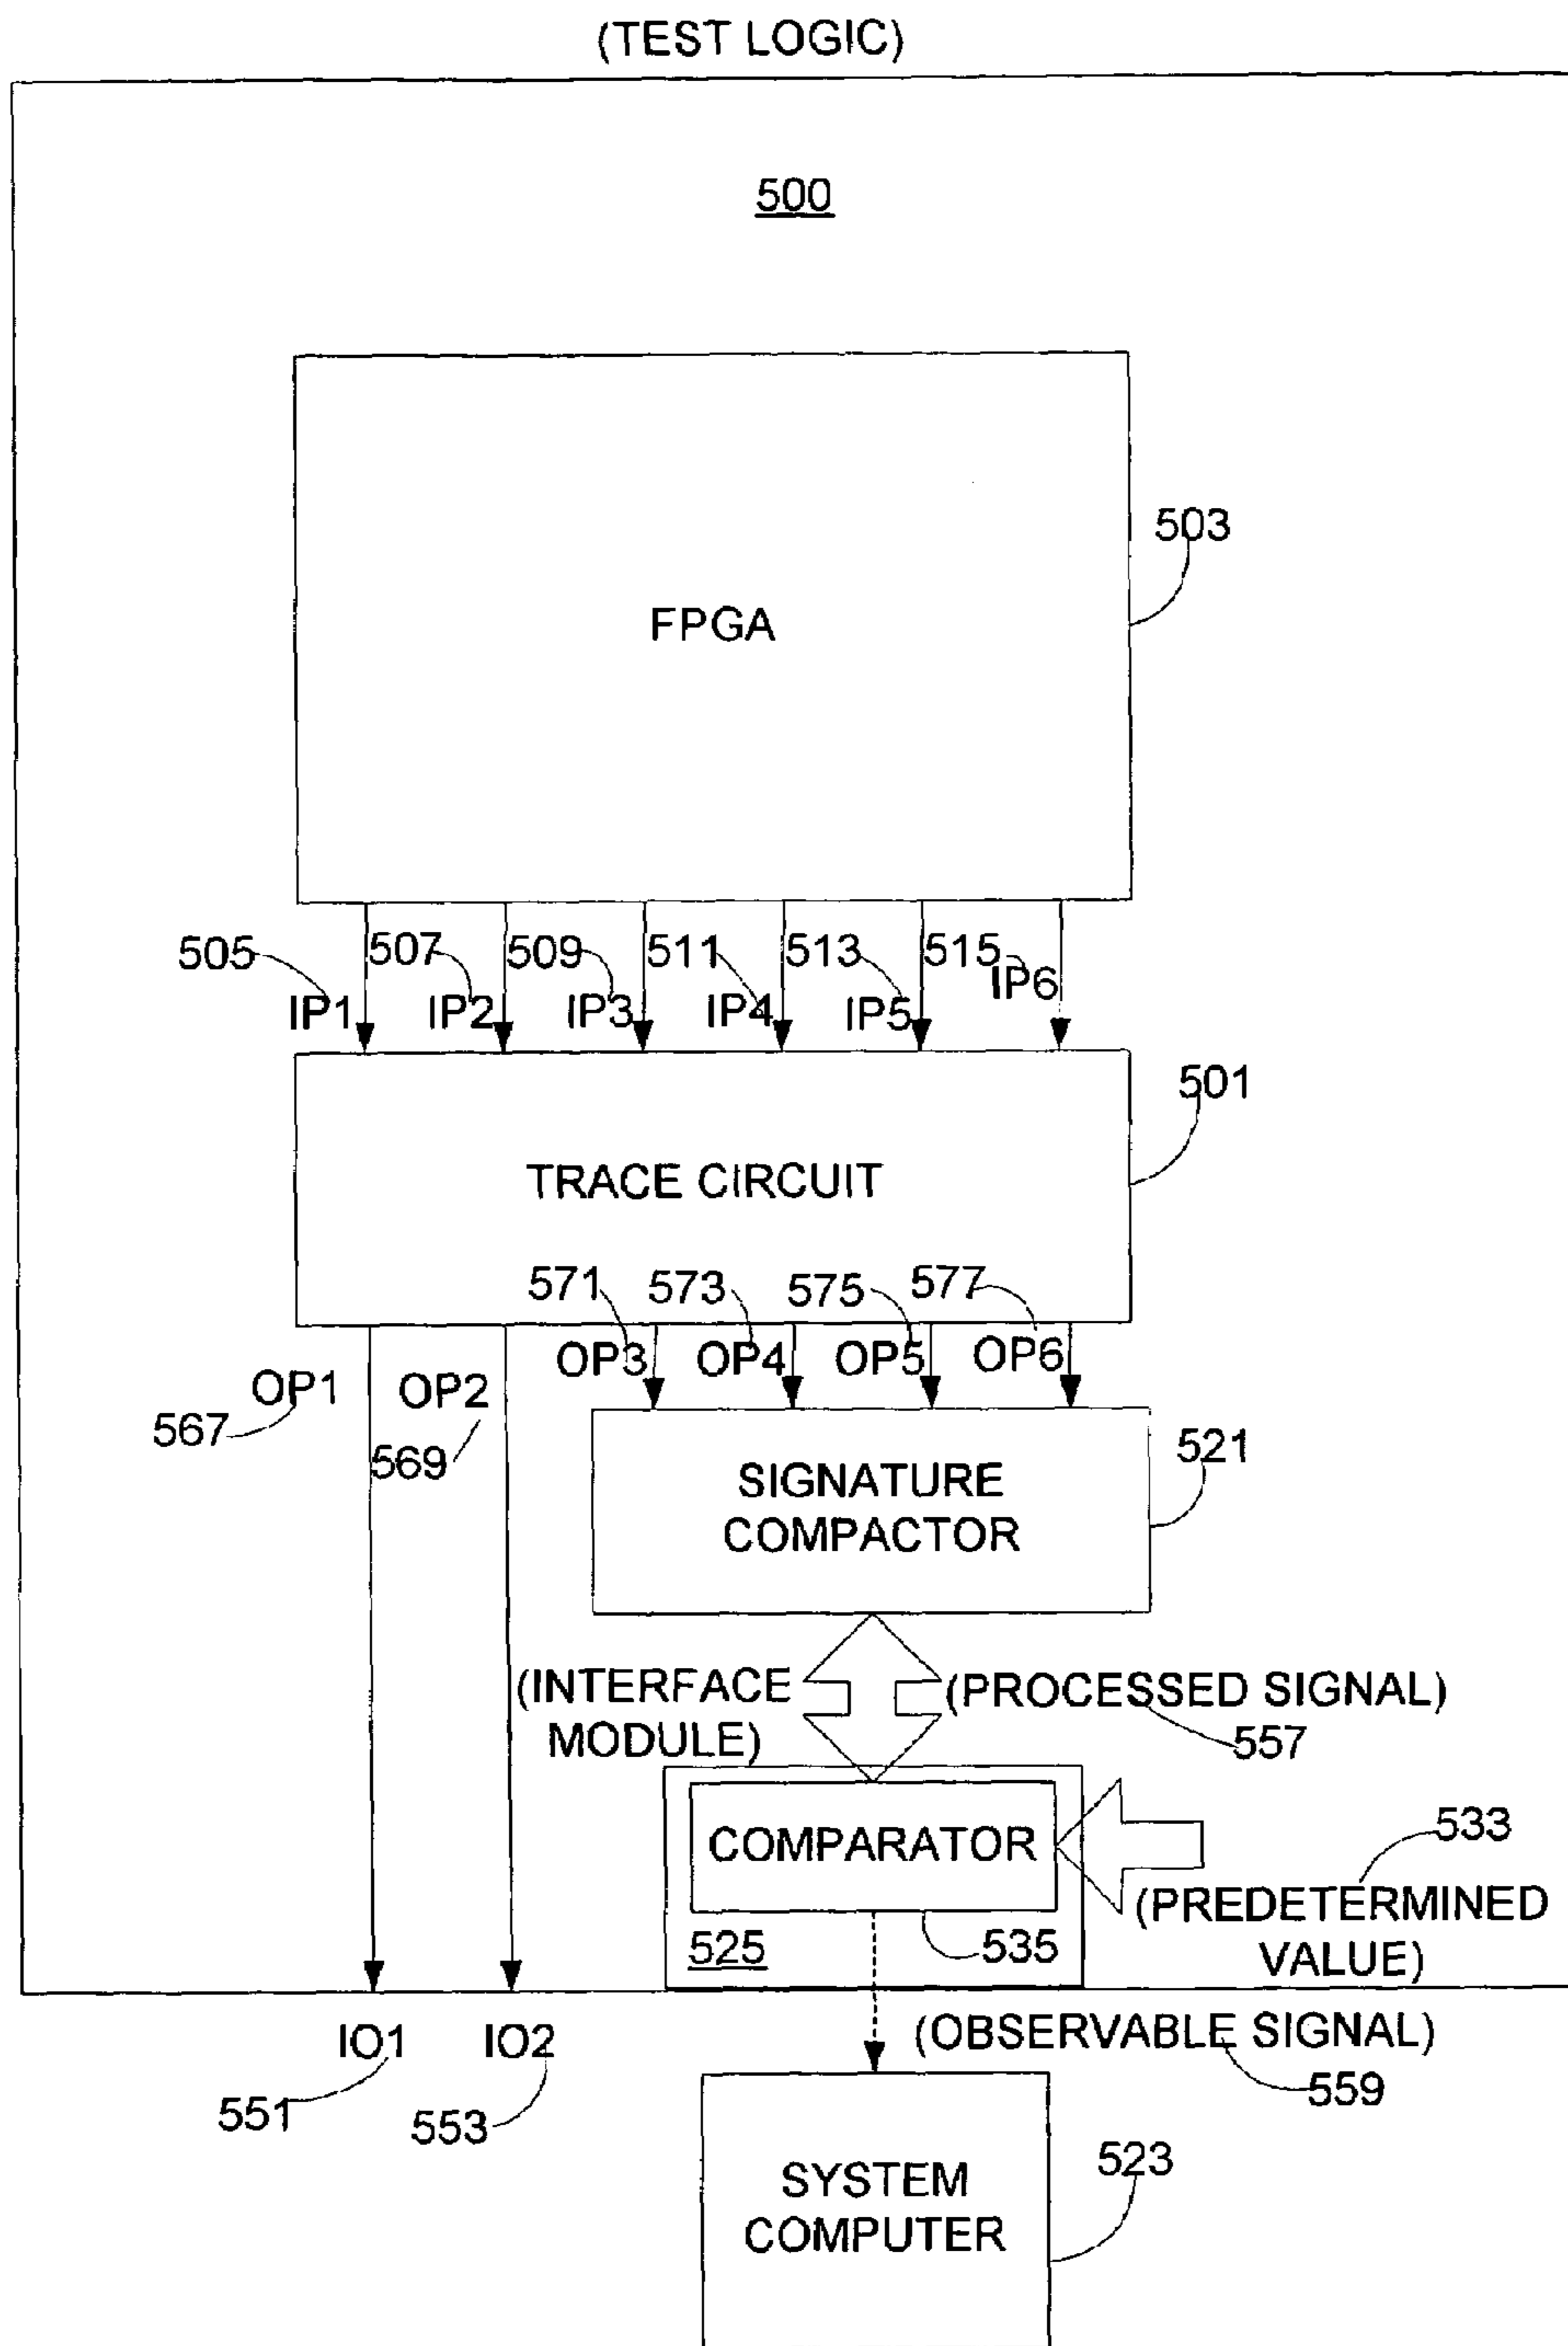 (TEST LOGIC)
500
503
FPGA
505 507 509 511 513 515
IP1 IP2 IP3 IP4 IP5 IP6
501
TRACE CIRCUIT
571 573 575 577
OP3 OP4 OP5 OP6
OP1 OP2
567 569
521
SIGNATURE
COMPACTOR
(INTERFACE
MODULE)
(PROCESSED SIGNAL)
557
COMPARATOR
533
(PREDETERMINED
VALUE)
525 535
IO1 IO2
551 553
(OBSERVABLE SIGNAL)
559
523
SYSTEM
COMPUTER